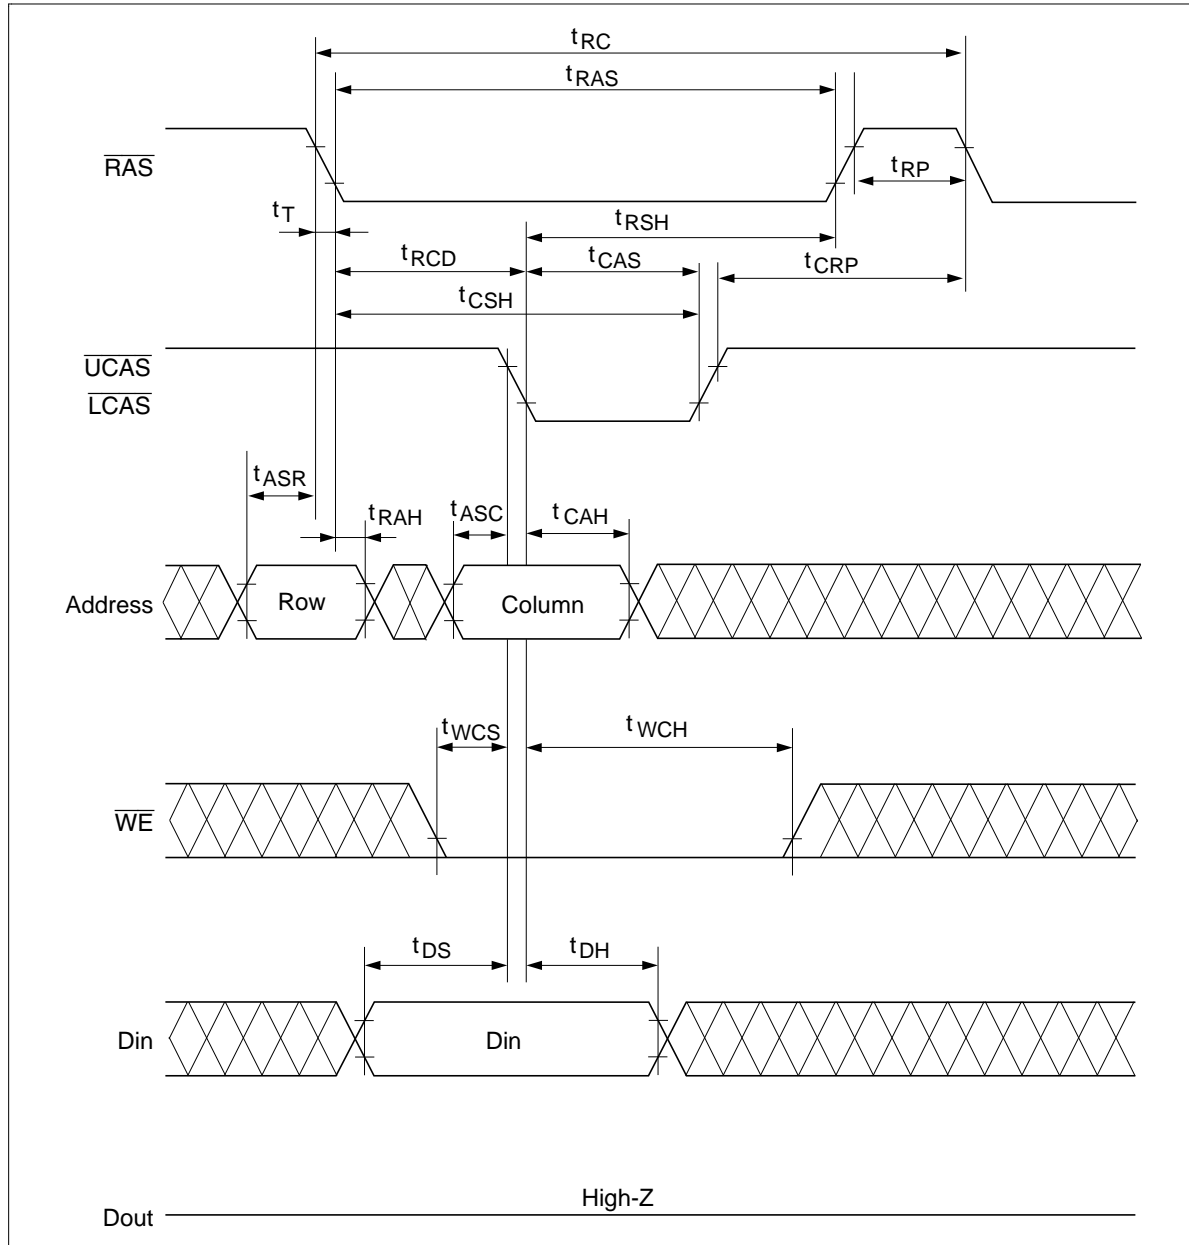 tRC
tRAS
RAS
tRP
tT
tRSH
tRCD
tCAS
tCRP
tCSH
UCAS
LCAS
tASR
tRAH
tASC
tCAH
Address
Row
Column
tWCS
tWCH
WE
tDS
tDH
Din
Din
High-Z
Dout